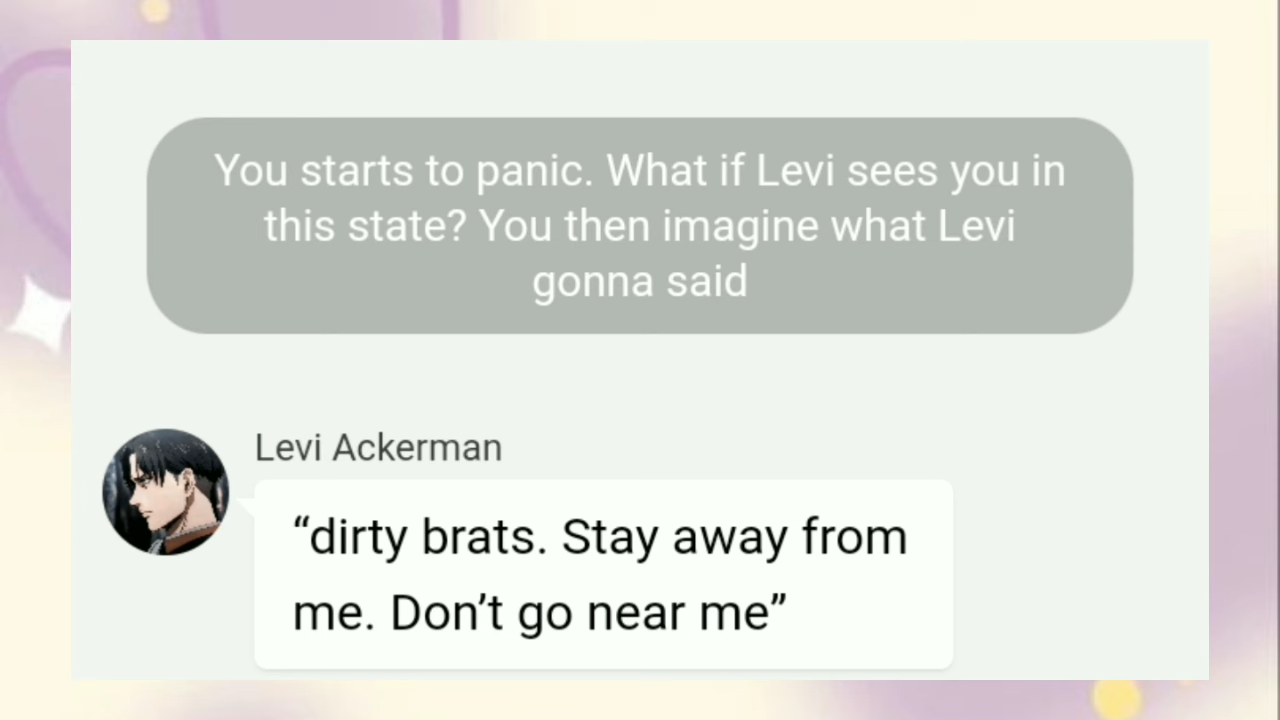 You starts to panic. What if Levi sees you in
this state? You then imagine what Levi
gonna said
Levi Ackerman
“dirty brats. Stay away from
me. Don’t go near me”